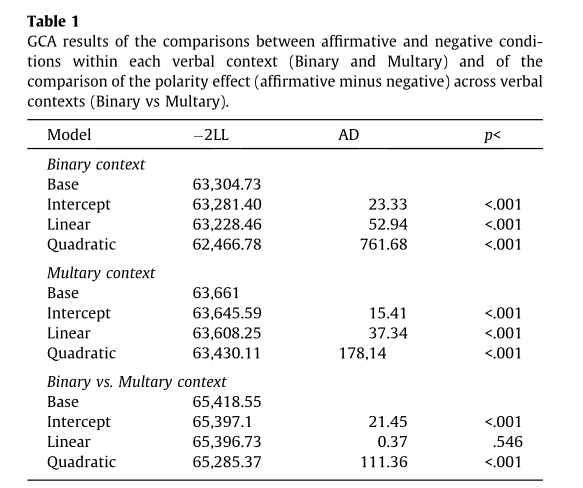 Table 1
GCA results of the comparisons between affirmative and negative condi-
tions within each verbal context (Binary and Multary) and of the
comparison of the polarity effect (affirmative minus negative) across verbal
contexts (Binary vs Multary).
Model −2LL AD p<
Binary context
Base 63,304.73
Intercept 63,281.40 23.33 <.001
Linear 63,228.46 52.94 <.001
Quadratic 62,466.78 761.68 <.001
Multary context
Base 63,661
Intercept 63,645.59 15.41 <.001
Linear 63,608.25 37.34 <.001
Quadratic 63,430.11 178,14 <.001
Binary vs. Multary context
Base 65,418.55
Intercept 65,397.1 21.45 <.001
Linear 65,396.73 0.37 .546
Quadratic 65,285.37 111.36 <.001